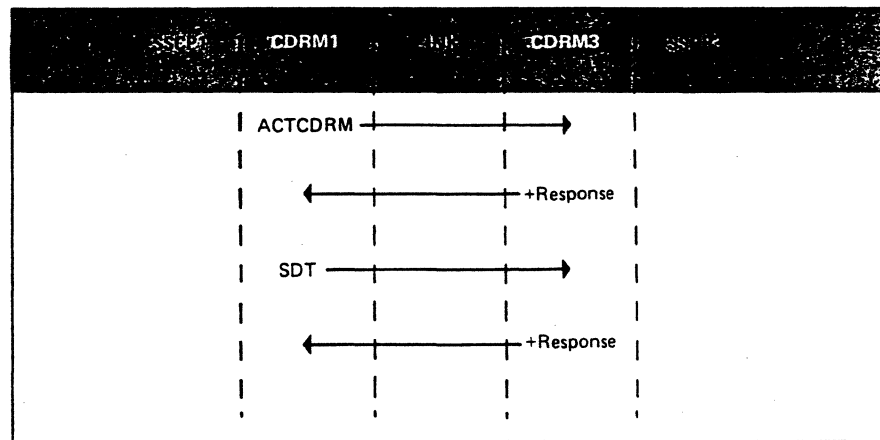 CDRM1 CDRM3
ACTCDRM
+Response
SDT
+Response